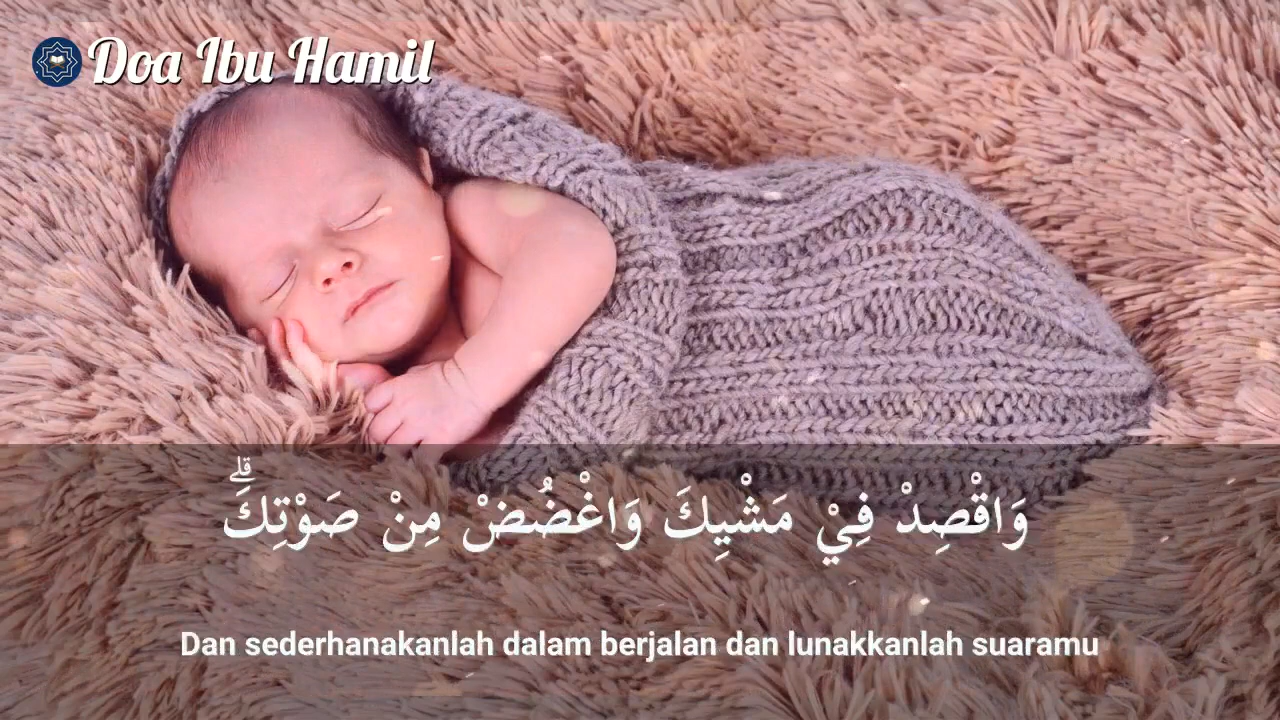 Doa Ibu Hamil
وَاقْصِدْ فِيْ مَشْيِكَ وَاغْضُضْ مِنْ صَوْتِكَۗ
Dan sederhanakanlah dalam berjalan dan lunakkanlah suaramu